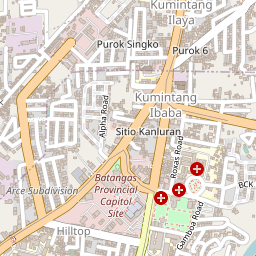 Kumintang
Ilaya
Purok Singko
Purok 6
Kumintang
Ibaba
Alpha Road
Sitio Kanluran
Roxas Road
Batangas
Provincial
Capitol
Site
Arce Subdivision
BCK
Hilltop
Gamboa Road